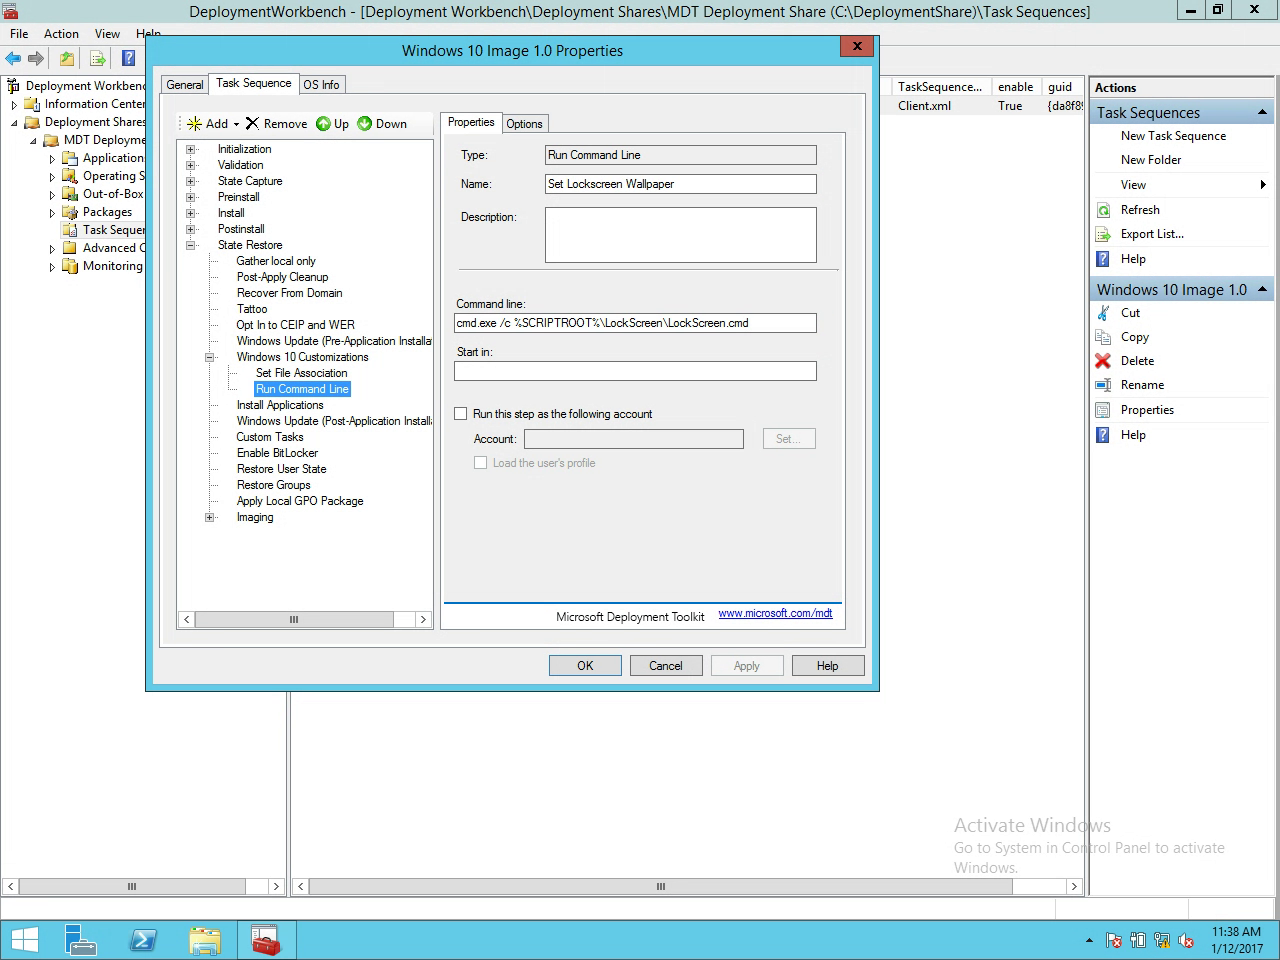 DeploymentWorkbench - [Deployment Workbench\Deployment Shares\MDT Deployment Share (C:\DeploymentShare)\Task Sequences]
File Action View Help
Windows 10 Image 1.0 Properties
Deployment Workbenc
Information Cente
Deployment Shares
MDT Deployme
Application
Operating S
Out-of-Box
Packages
Task Sequen
Advanced C
Monitoring
General Task Sequence OS Info
Add Remove Up Down
Initialization
Validation
State Capture
Preinstall
Install
Postinstall
State Restore
Gather local only
Post-Apply Cleanup
Recover From Domain
Tattoo
Opt In to CEIP and WER
Windows Update (Pre-Application Installa
Windows 10 Customizations
Set File Association
Run Command Line
Install Applications
Windows Update (Post-Application Install
Custom Tasks
Enable BitLocker
Restore User State
Restore Groups
Apply Local GPO Package
Imaging
Properties Options
Type: Run Command Line
Name: Set Lockscreen Wallpaper
Description:
Command line:
cmd.exe /c %SCRIPTROOT%\LockScreen\LockScreen.cmd
Start in:
Run this step as the following account
Account: Set...
Load the user's profile
Microsoft Deployment Toolkit www.microsoft.com/mdt
OK Cancel Apply Help
TaskSequence... enable guid
Client.xml True {da8f89
Actions
Task Sequences
New Task Sequence
New Folder
View
Refresh
Export List...
Help
Windows 10 Image 1.0
Cut
Copy
Delete
Rename
Properties
Help
Activate Windows
Go to System in Control Panel to activate
Windows.
11:38 AM
1/12/2017